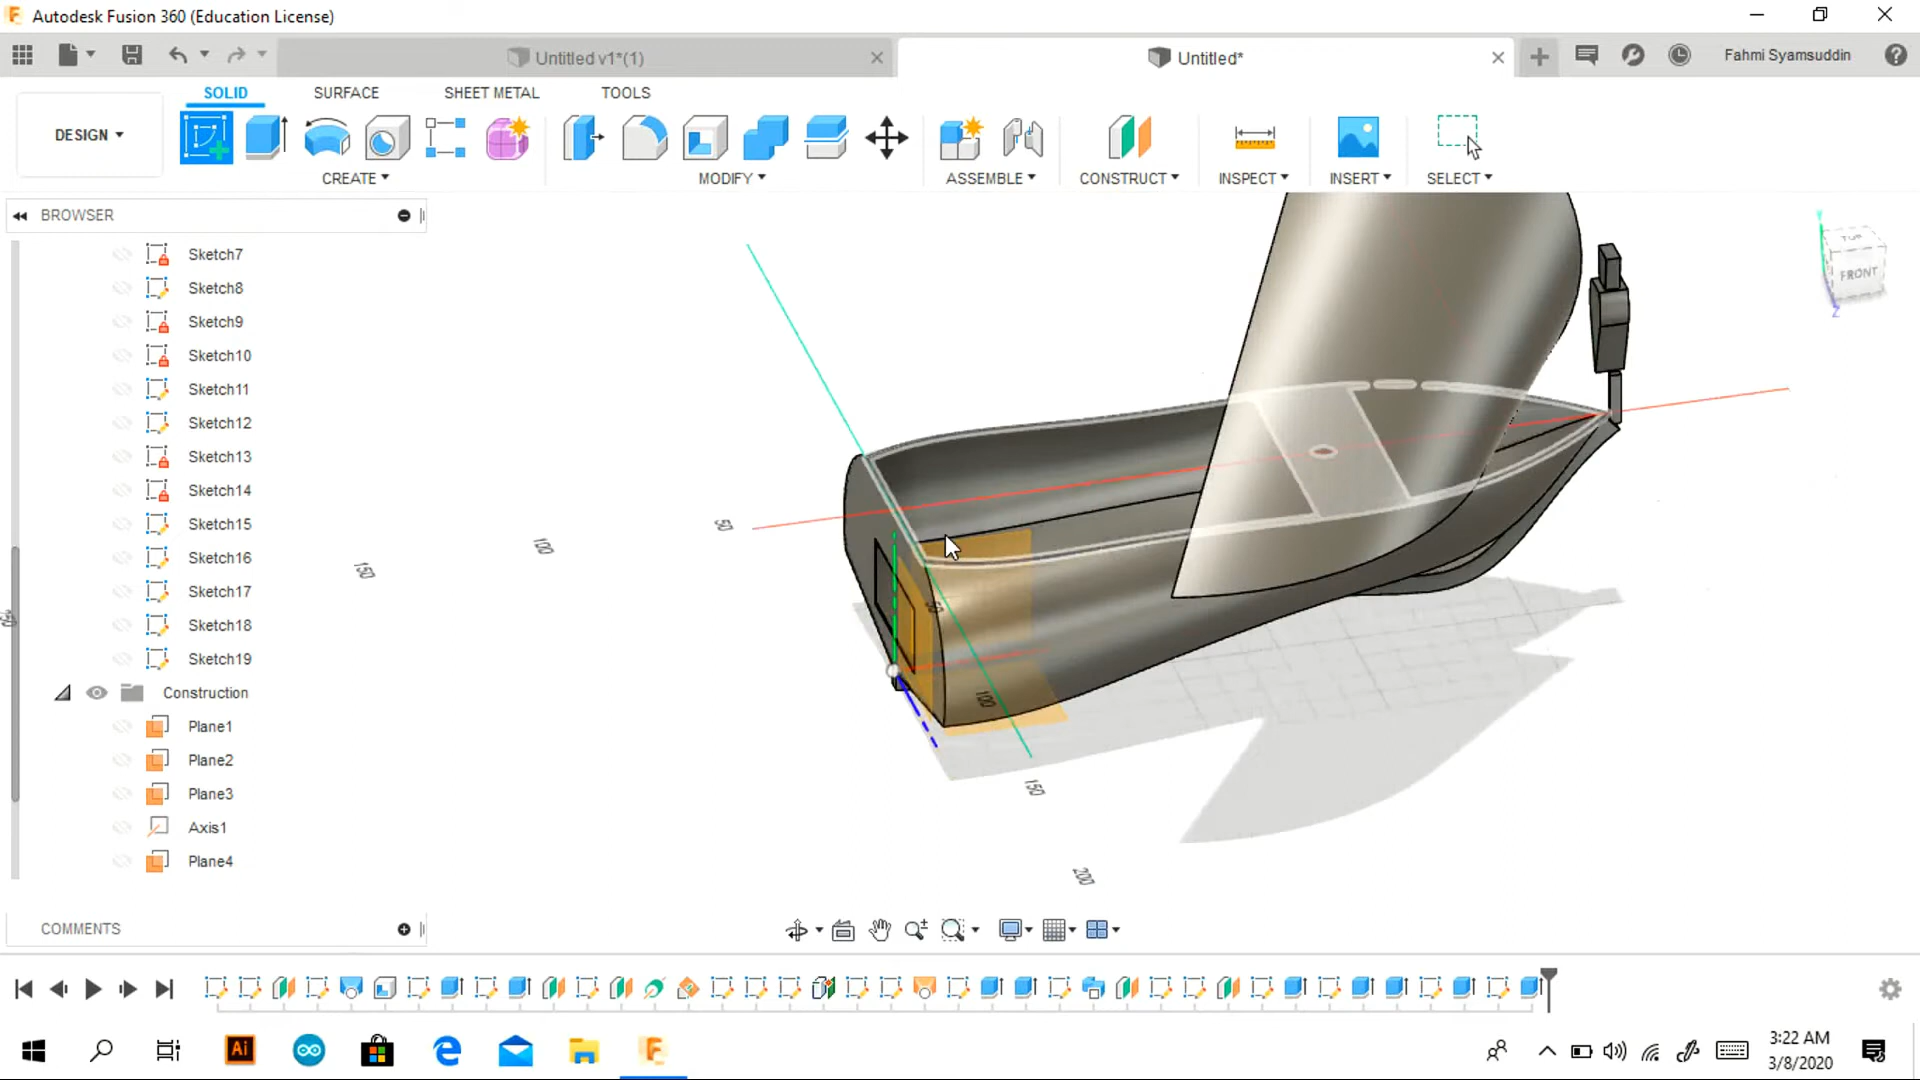 Autodesk Fusion 360 (Education License)
Untitled v1*(1)
Untitled*
Fahmi Syamsuddin
SOLID
SURFACE
SHEET METAL
TOOLS
DESIGN
CREATE
MODIFY
ASSEMBLE
CONSTRUCT
INSPECT
INSERT
SELECT
BROWSER
Sketch7
Sketch8
Sketch9
Sketch10
Sketch11
Sketch12
Sketch13
Sketch14
Sketch15
Sketch16
Sketch17
Sketch18
Sketch19
Construction
Plane1
Plane2
Plane3
Axis1
Plane4
TOP
FRONT
Z
50
100
150
50
100
150
200
COMMENTS
Ai
3:22 AM
3/8/2020